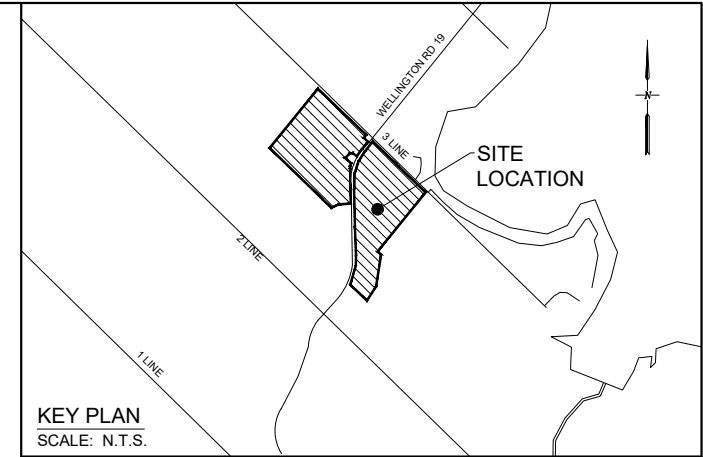 WELLINGTON RD 19
N
3 LINE
SITE
LOCATION
2 LINE
1 LINE
KEY PLAN
SCALE: N.T.S.